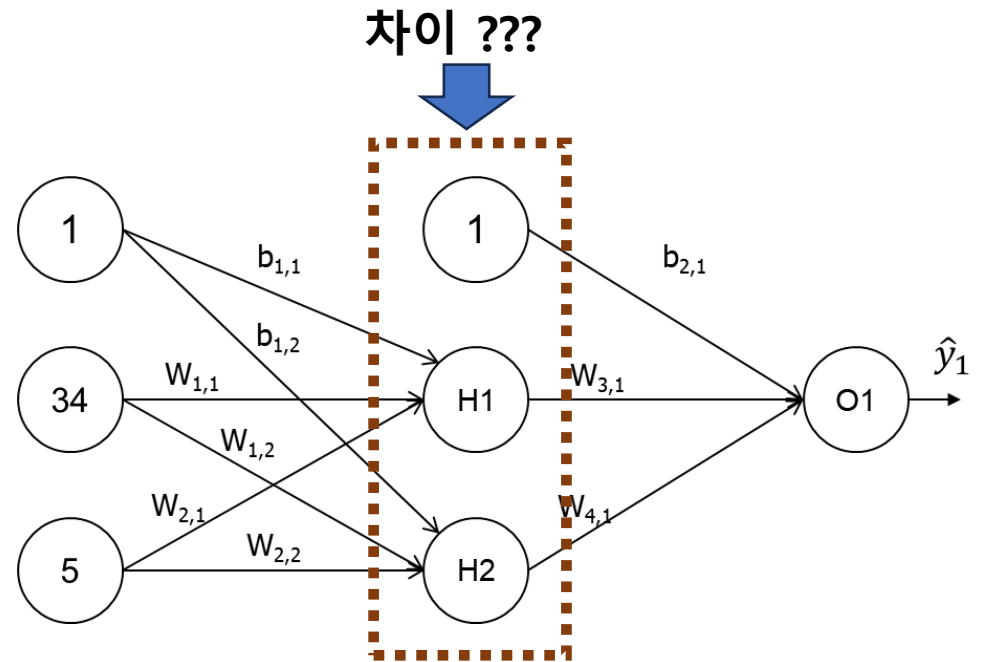 차이 ???
1
1
b1,1
b2,1
b1,2
ŷ1
W1,1
W3,1
34
H1
O1
W1,2
W2,1
W4,1
W2,2
5
H2